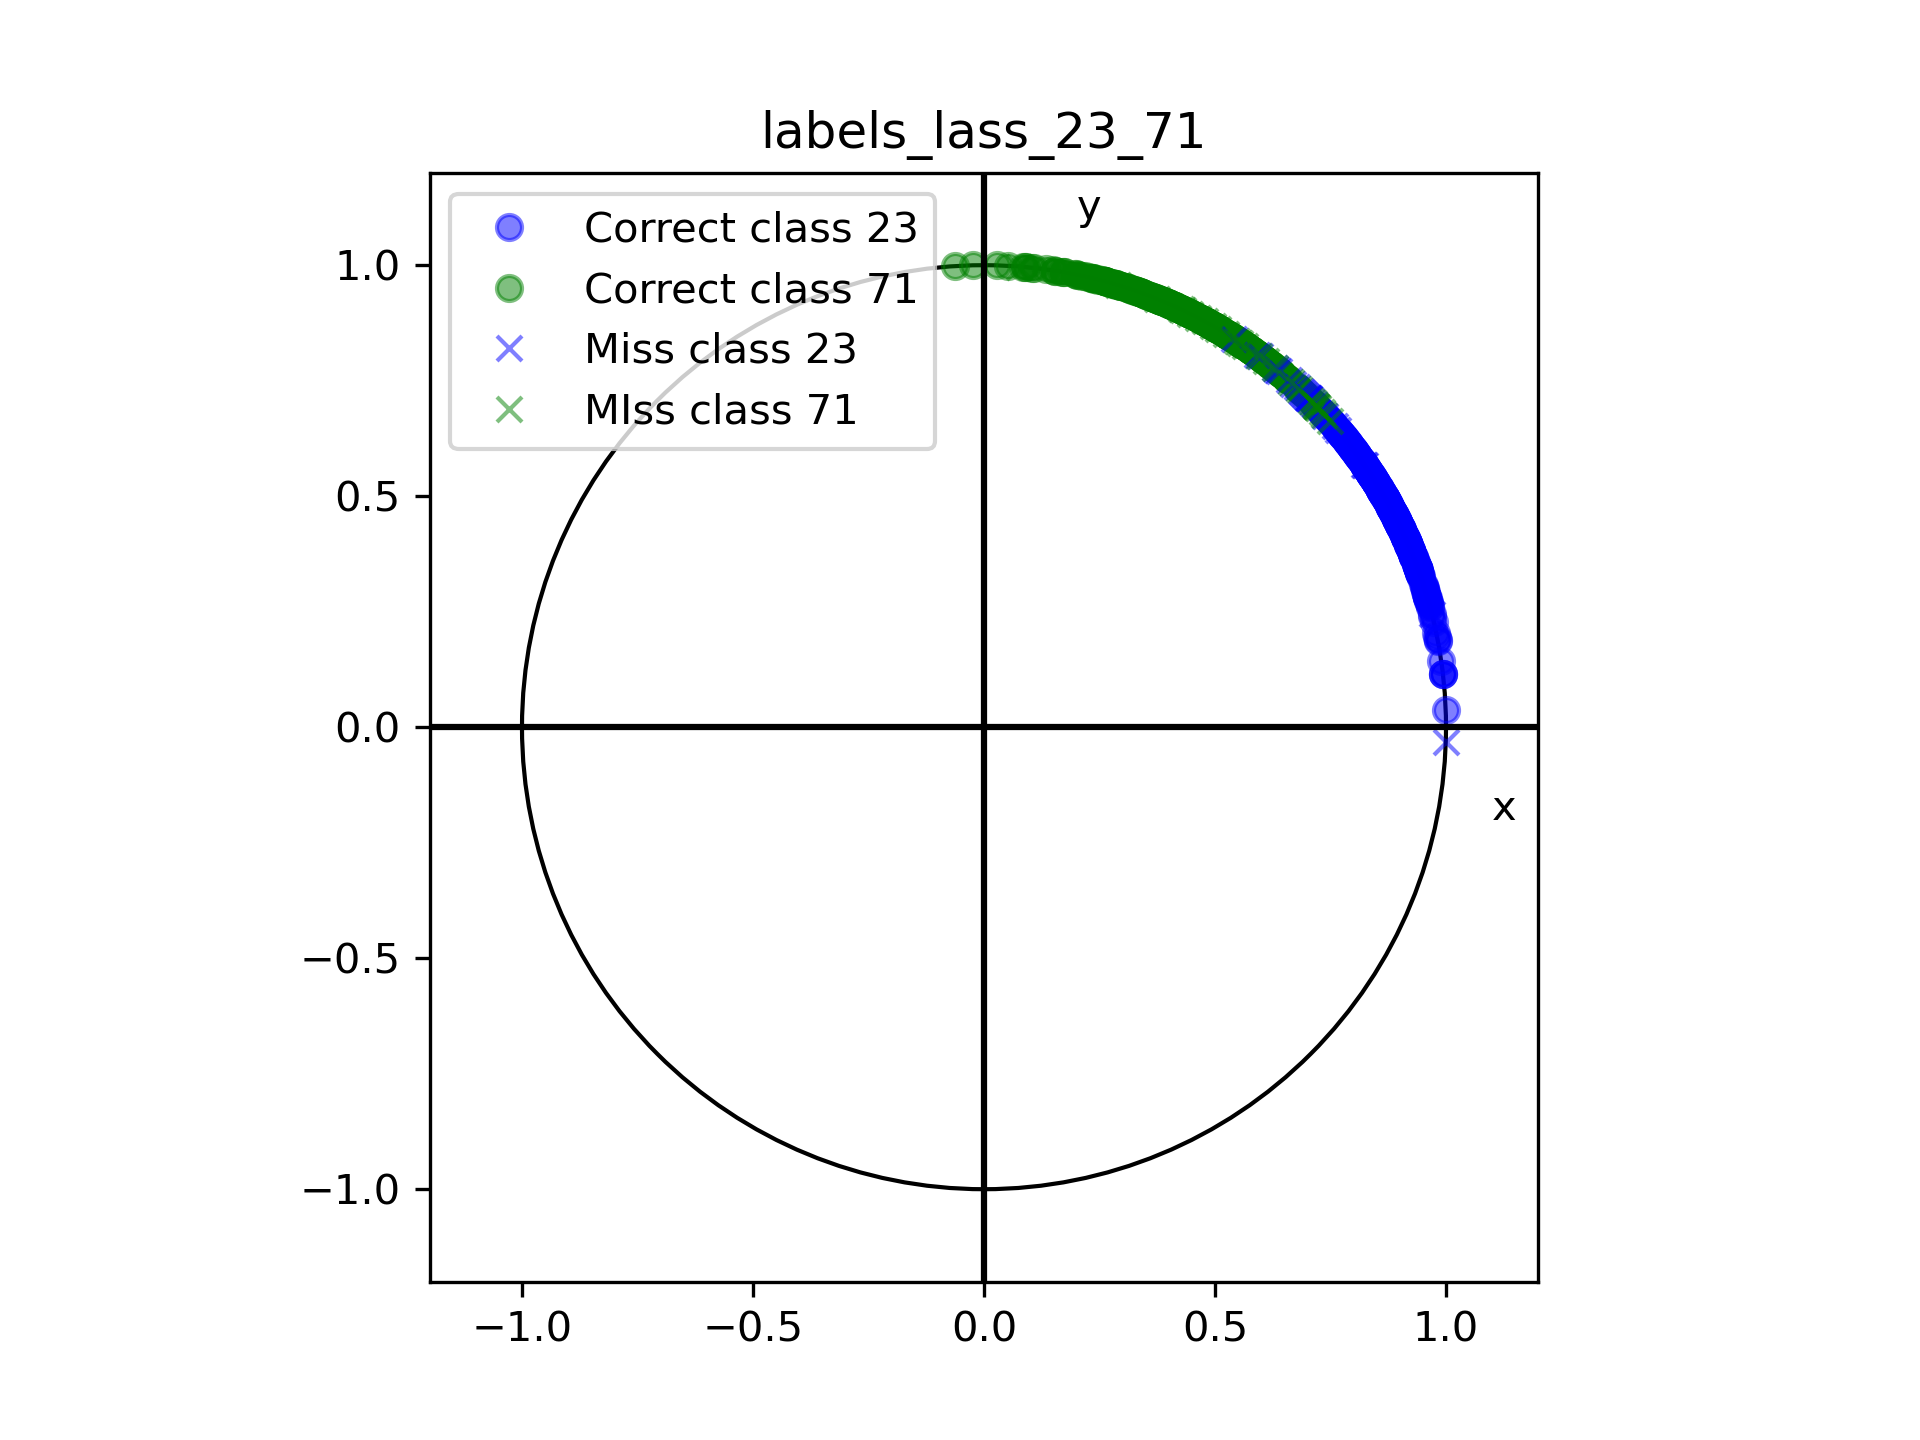 labels_lass_23_71
Correct class 23
Correct class 71
Miss class 23
MIss class 71
y
x
1.0
0.5
0.0
−0.5
−1.0
−1.0
−0.5
0.0
0.5
1.0